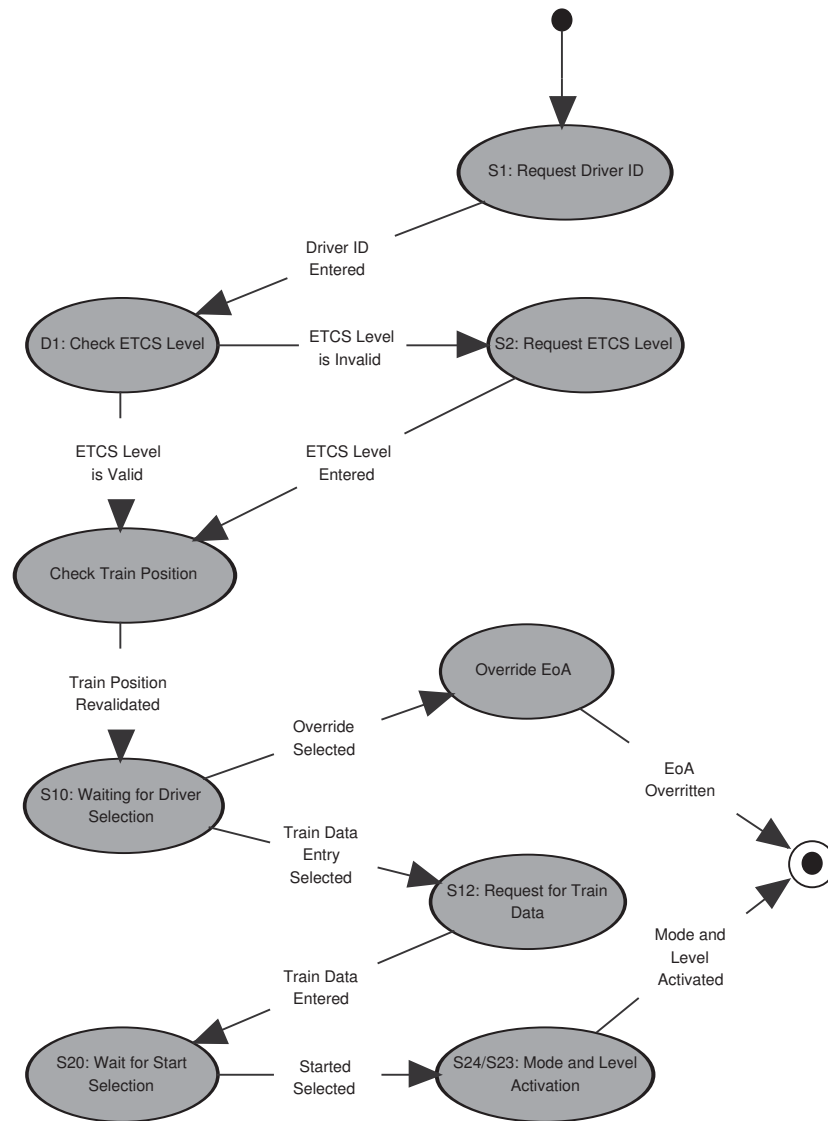 S1: Request Driver ID
Driver ID
Entered
D1: Check ETCS Level
ETCS Level
is Invalid
S2: Request ETCS Level
ETCS Level
is Valid
ETCS Level
Entered
Check Train Position
Train Position
Revalidated
Override EoA
Override
Selected
EoA
Overritten
S10: Waiting for Driver
Selection
Train Data
Entry
Selected
S12: Request for Train
Data
Mode and
Level
Activated
Train Data
Entered
S20: Wait for Start
Selection
Started
Selected
S24/S23: Mode and Level
Activation